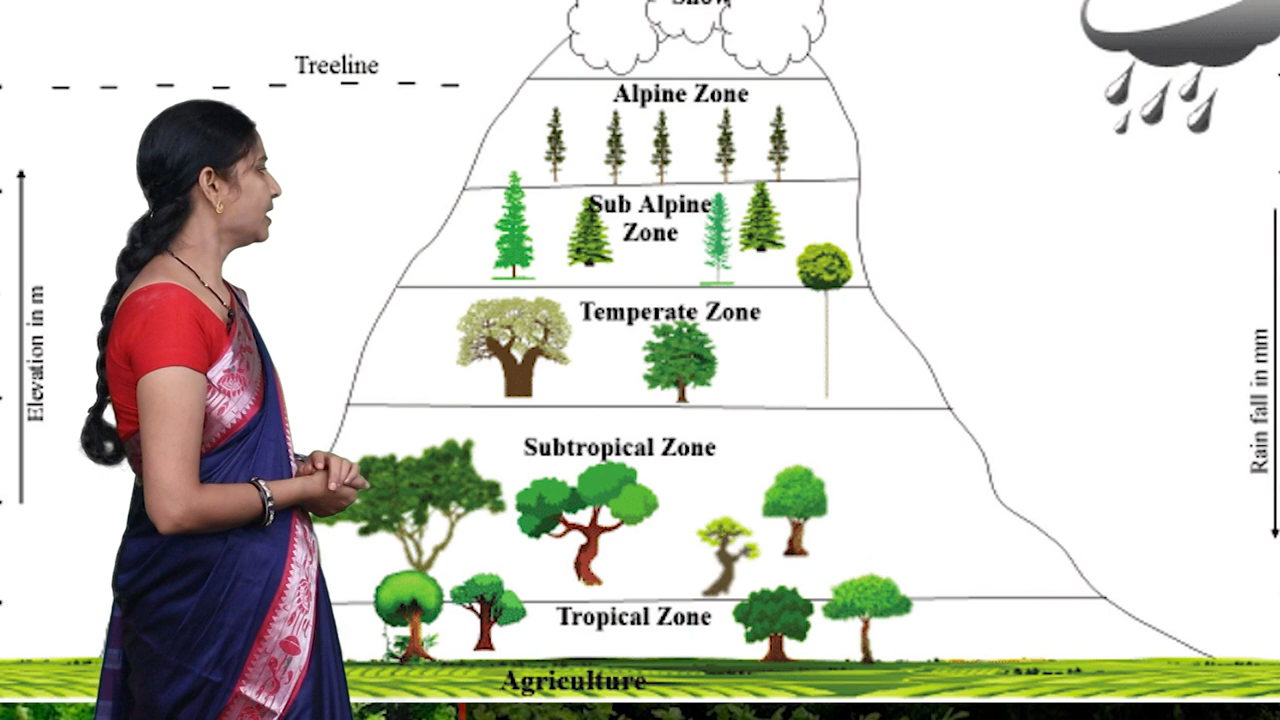 Snow
Treeline
Alpine Zone
Sub Alpine
Zone
Temperate Zone
Subtropical Zone
Tropical Zone
Agriculture
Elevation in m
Rain fall in mm